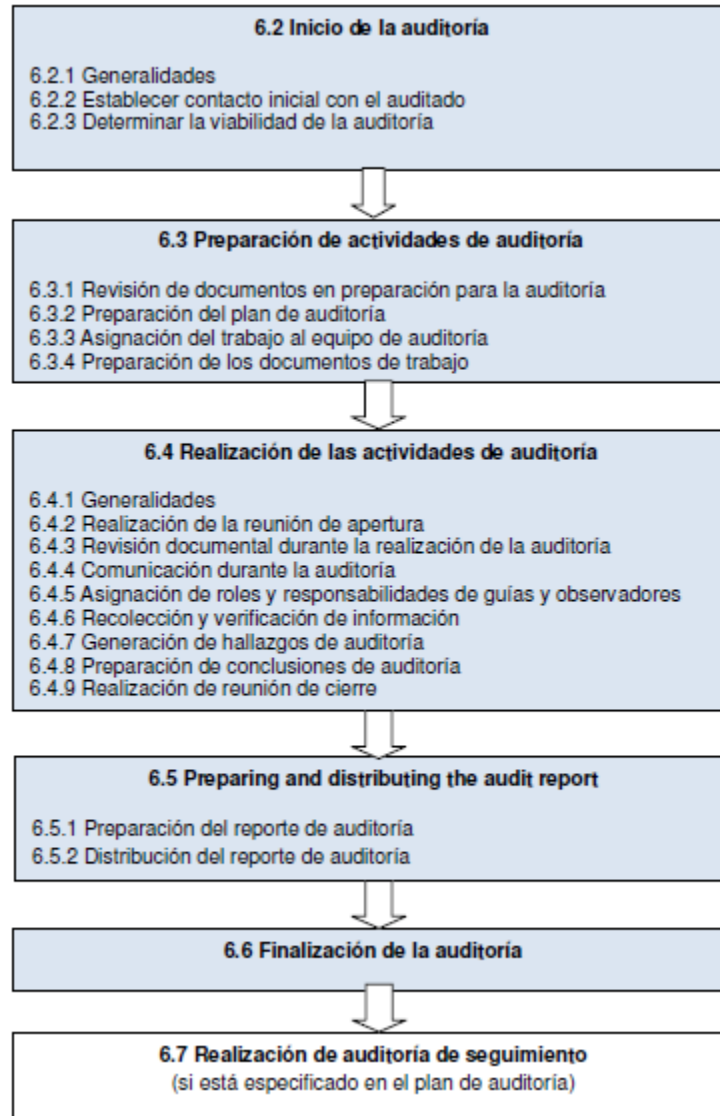 6.2 Inicio de la auditoría
6.2.1 Generalidades
6.2.2 Establecer contacto inicial con el auditado
6.2.3 Determinar la viabilidad de la auditoría
6.3 Preparación de actividades de auditoría
6.3.1 Revisión de documentos en preparación para la auditoría
6.3.2 Preparación del plan de auditoría
6.3.3 Asignación del trabajo al equipo de auditoría
6.3.4 Preparación de los documentos de trabajo
6.4 Realización de las actividades de auditoría
6.4.1 Generalidades
6.4.2 Realización de la reunión de apertura
6.4.3 Revisión documental durante la realización de la auditoría
6.4.4 Comunicación durante la auditoría
6.4.5 Asignación de roles y responsabilidades de guías y observadores
6.4.6 Recolección y verificación de información
6.4.7 Generación de hallazgos de auditoría
6.4.8 Preparación de conclusiones de auditoría
6.4.9 Realización de reunión de cierre
6.5 Preparing and distributing the audit report
6.5.1 Preparación del reporte de auditoría
6.5.2 Distribución del reporte de auditoría
6.6 Finalización de la auditoría
6.7 Realización de auditoría de seguimiento
(si está especificado en el plan de auditoría)